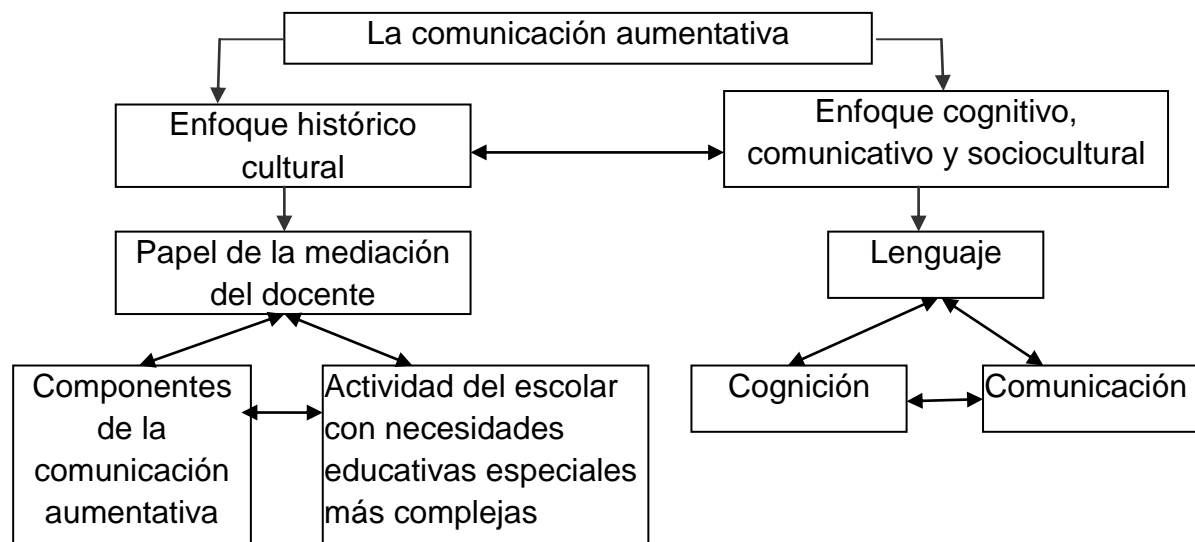 La comunicación aumentativa
Enfoque histórico
cultural
Enfoque cognitivo,
comunicativo y sociocultural
Papel de la mediación
del docente
Lenguaje
Componentes
de la
comunicación
aumentativa
Actividad del escolar
con necesidades
educativas especiales
más complejas
Cognición
Comunicación